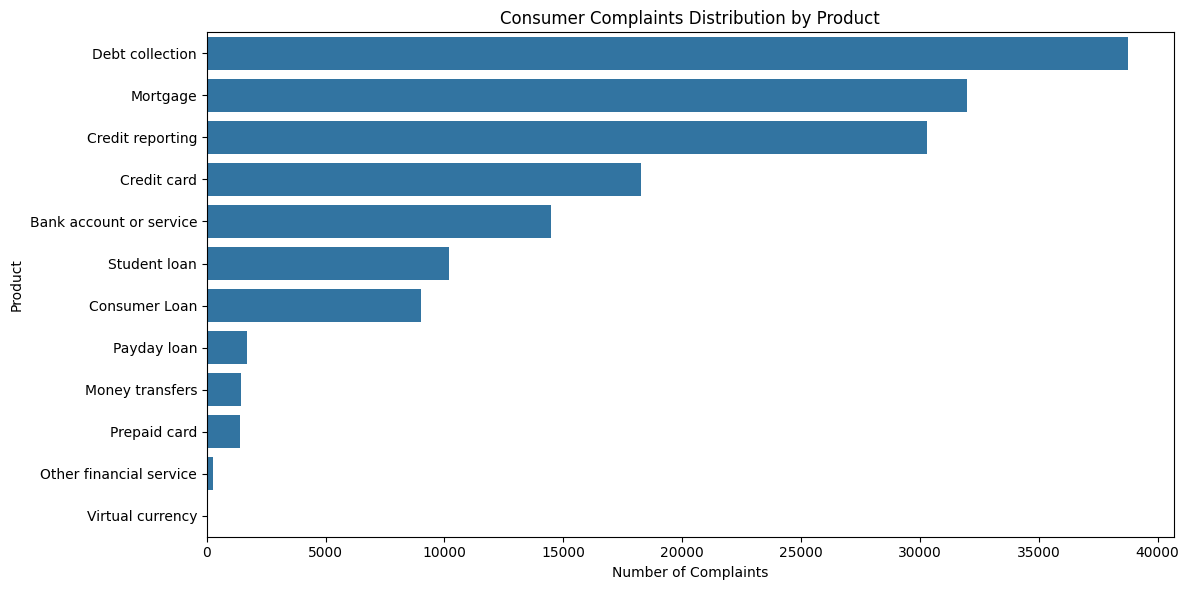 Consumer Complaints Distribution by Product
Debt collection
Mortgage
Credit reporting
Credit card
Bank account or service
Student loan
Consumer Loan
Payday loan
Money transfers
Prepaid card
Other financial service
Virtual currency
Product
0 5000 10000 15000 20000 25000 30000 35000 40000
Number of Complaints